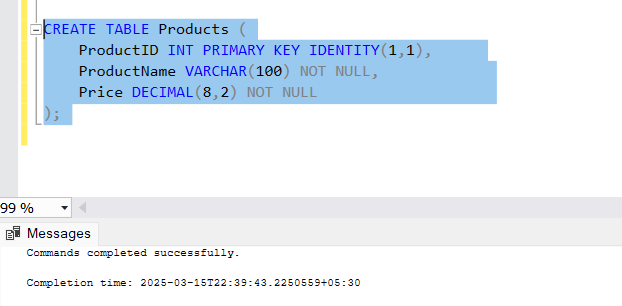 CREATE TABLE Products (
ProductID INT PRIMARY KEY IDENTITY(1,1),
ProductName VARCHAR(100) NOT NULL,
Price DECIMAL(8,2) NOT NULL
);
99 %
Messages
Commands completed successfully.
Completion time: 2025-03-15T22:39:43.2250559+05:30